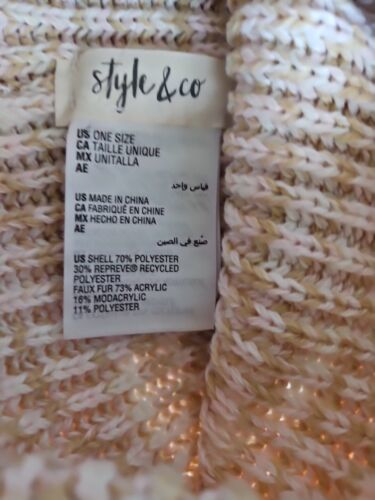 style & co
US ONE SIZE
CA TAILLE UNIQUE
MX UNITALLA
AE
قياس واحد
US MADE IN CHINA
CA FABRIQUÉ EN CHINE
MX HECHO EN CHINA
AE
صنع في الصين
US SHELL 70% POLYESTER
30% REPREVE® RECYCLED
POLYESTER
FAUX FUR 73% ACRYLIC
16% MODACRYLIC
11% POLYESTER